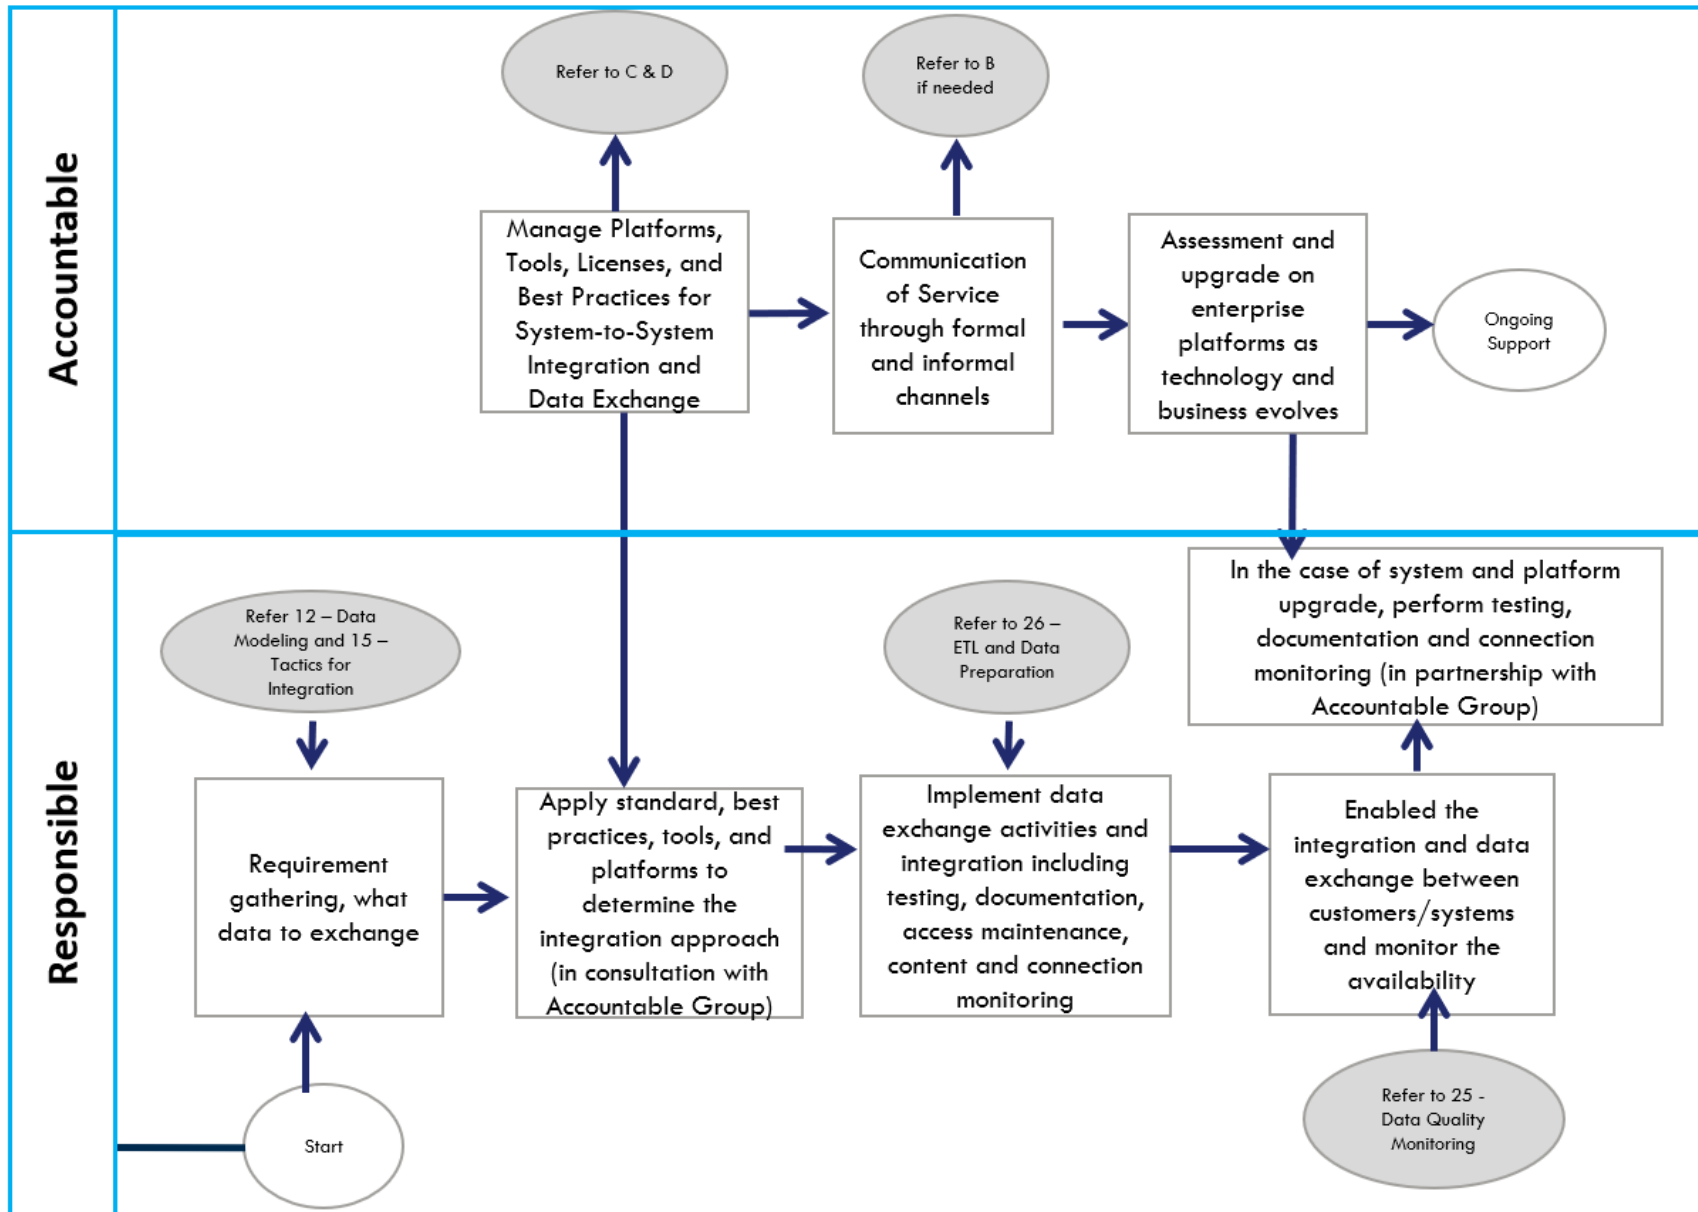 Accountable
Refer to C & D
Refer to B
if needed
Manage Platforms,
Tools, Licenses, and
Best Practices for
System-to-System
Integration and
Data Exchange
Communication
of Service
through formal
and informal
channels
Assessment and
upgrade on
enterprise
platforms as
technology and
business evolves
Ongoing
Support
Responsible
Refer 12 – Data
Modeling and 15 –
Tactics for
Integration
Refer to 26 –
ETL and Data
Preparation
In the case of system and platform
upgrade, perform testing,
documentation and connection
monitoring (in partnership with
Accountable Group)
Requirement
gathering, what
data to exchange
Apply standard, best
practices, tools, and
platforms to
determine the
integration approach
(in consultation with
Accountable Group)
Implement data
exchange activities and
integration including
testing, documentation,
access maintenance,
content and connection
monitoring
Enabled the
integration and data
exchange between
customers/systems
and monitor the
availability
Start
Refer to 25 -
Data Quality
Monitoring